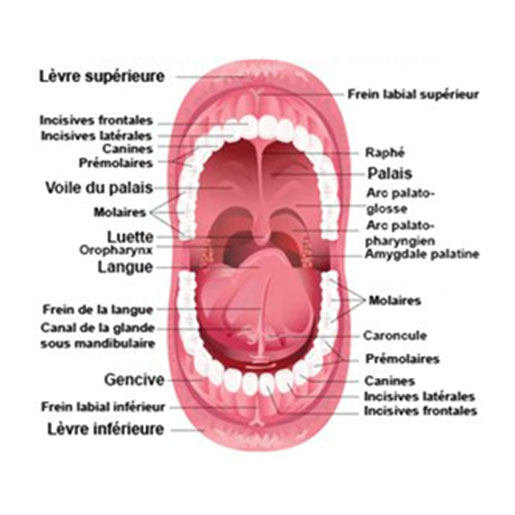 Lèvre supérieure
Incisives frontales
Incisives latérales
Canines
Prémolaires
Voile du palais
Molaires
Luette
Oropharynx
Langue
Frein de la langue
Canal de la glande
sous mandibulaire
Gencive
Frein labial inférieur
Lèvre inférieure
Frein labial supérieur
Raphé
Palais
Arc palato-
glosse
Arc palato-
pharyngien
Amygdale palatine
Molaires
Caroncule
Prémolaires
Canines
Incisives latérales
Incisives frontales